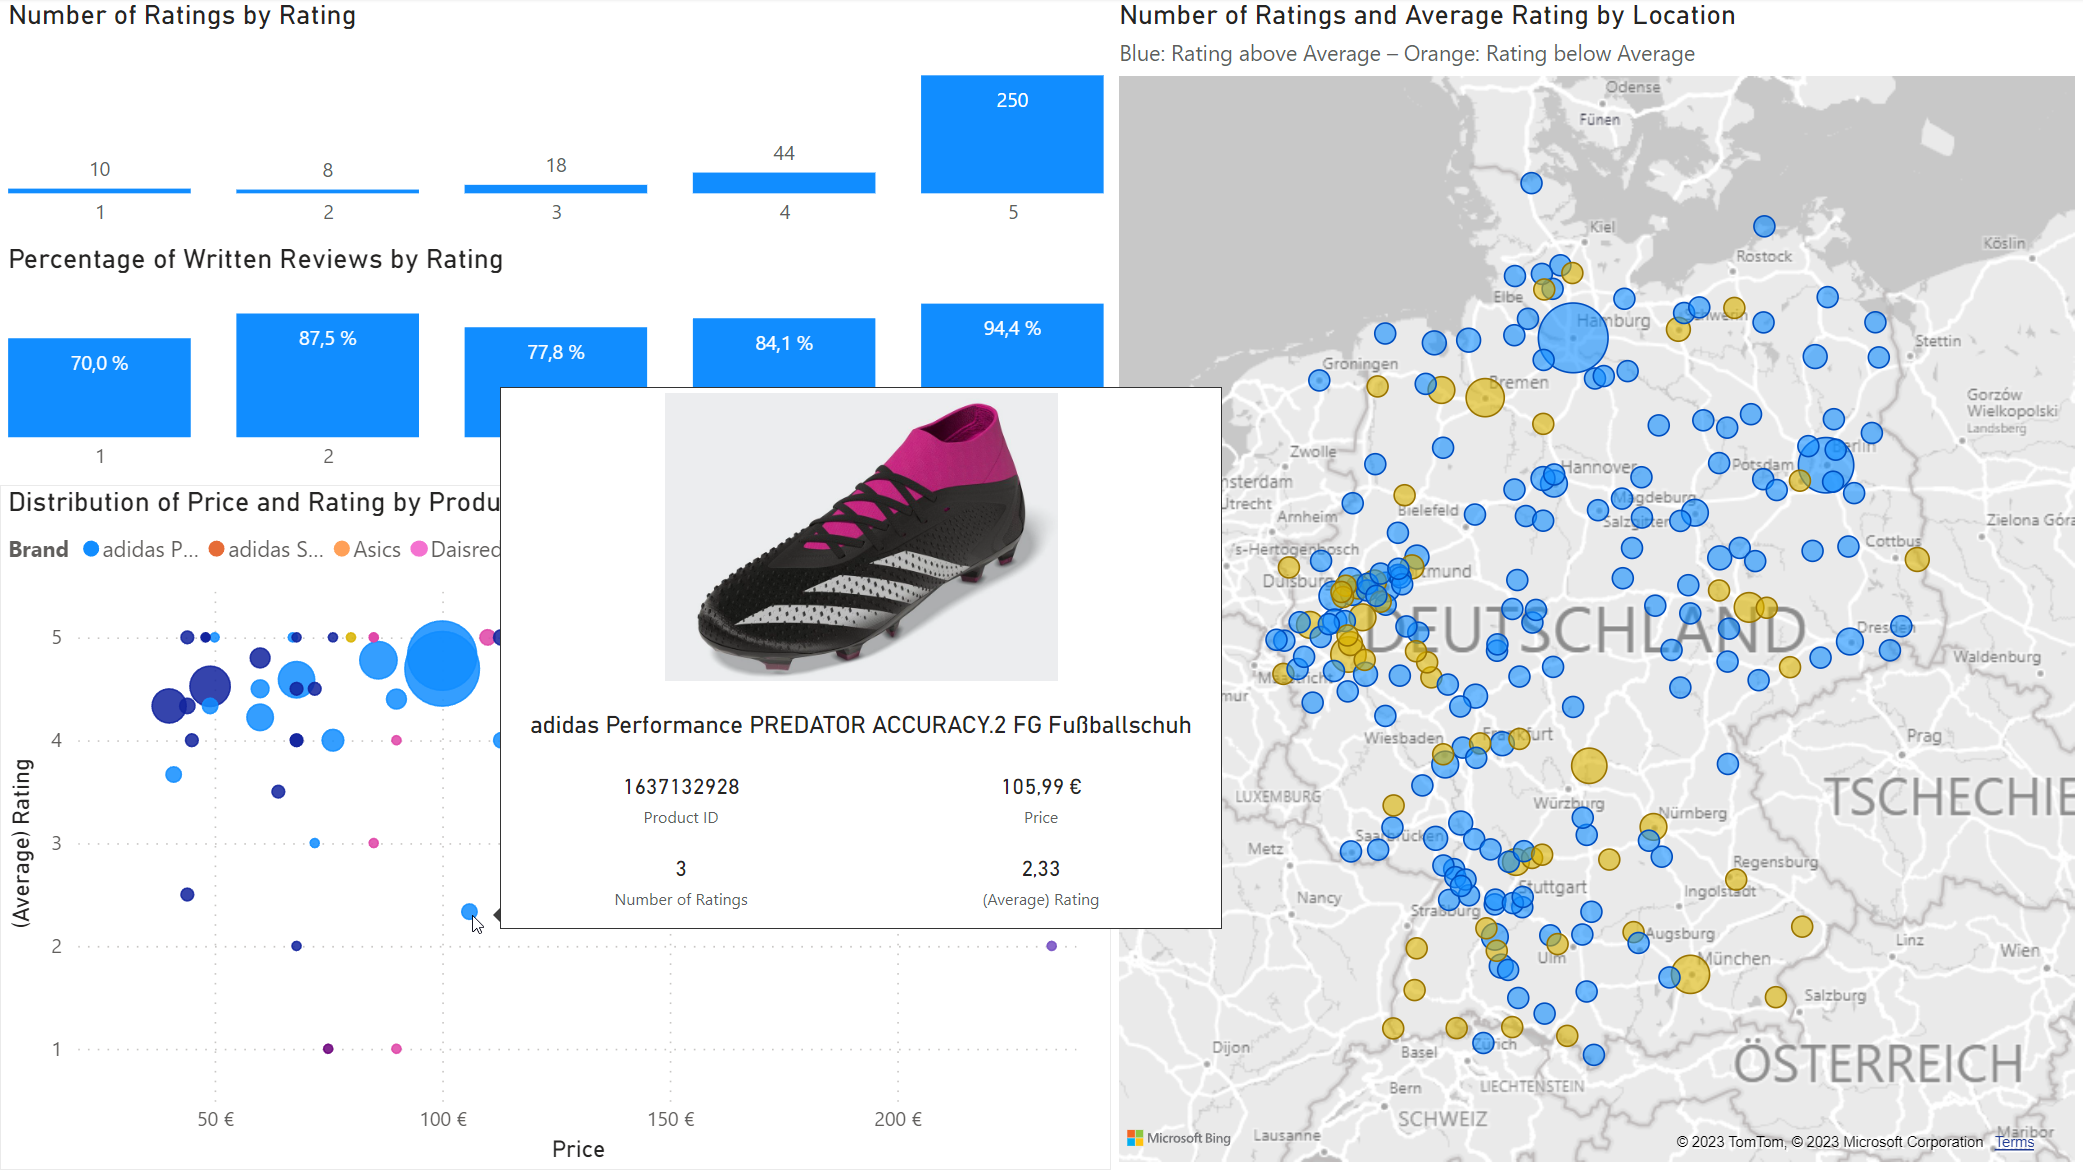 Number of Ratings by Rating
10
8
18
44
250
1
2
3
4
5
Percentage of Written Reviews by Rating
70,0 %
87,5 %
77,8 %
84,1 %
94,4 %
1
2
Distribution of Price and Rating by Produ
Brand
adidas P...
adidas S...
Asics
Daisred
(Average) Rating
5
4
3
2
1
50 €
100 €
150 €
200 €
Price
adidas Performance PREDATOR ACCURACY.2 FG Fußballschuh
1637132928
Product ID
105,99 €
Price
3
Number of Ratings
2,33
(Average) Rating
Number of Ratings and Average Rating by Location
Blue: Rating above Average – Orange: Rating below Average
Odense
Fünen
Kiel
Köslin
Rostock
Elbe
Hamburg
Schwerin
Stettin
Groningen
Bremen
Gorzów
Wielkopolski
Landsberg
Zwolle
Berlin
Hannover
Potsdam
nsterdam
Utrecht
Arnheim
Bielefeld
Magdeburg
Salzgitter
Zielona Góra
's-Hertogenbosch
Cottbus
Duisburg
tmund
DEUTSCHLAND
Dresden
Waldenburg
Maastricht
mur
Wiesbaden
Frankfurt
Prag
LUXEMBURG
Würzburg
TSCHECHIE
Nürnberg
Saarbrücken
Metz
Regensburg
Nancy
Stuttgart
Ingolstadt
Straßburg
Augsburg
Linz
Wien
Ulm
München
Salzburg
Dijon
Basel
Zürich
ÖSTERREICH
Bern
LIECHTENSTEIN
SCHWEIZ
Lausanne
Maribor
Microsoft Bing
© 2023 TomTom, © 2023 Microsoft Corporation
Terms